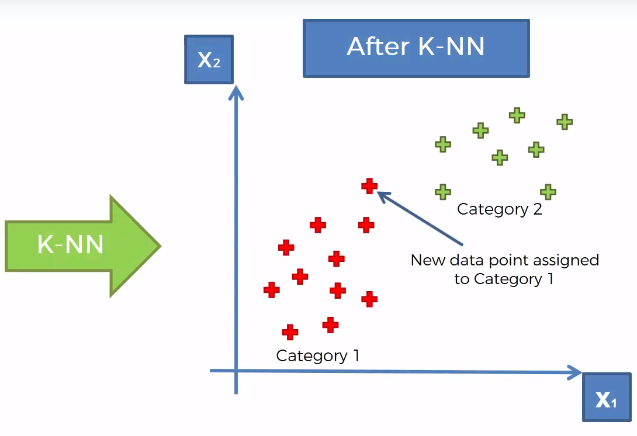 After K-NN
X₂
K-NN
Category 2
New data point assigned
to Category 1
Category 1
X₁